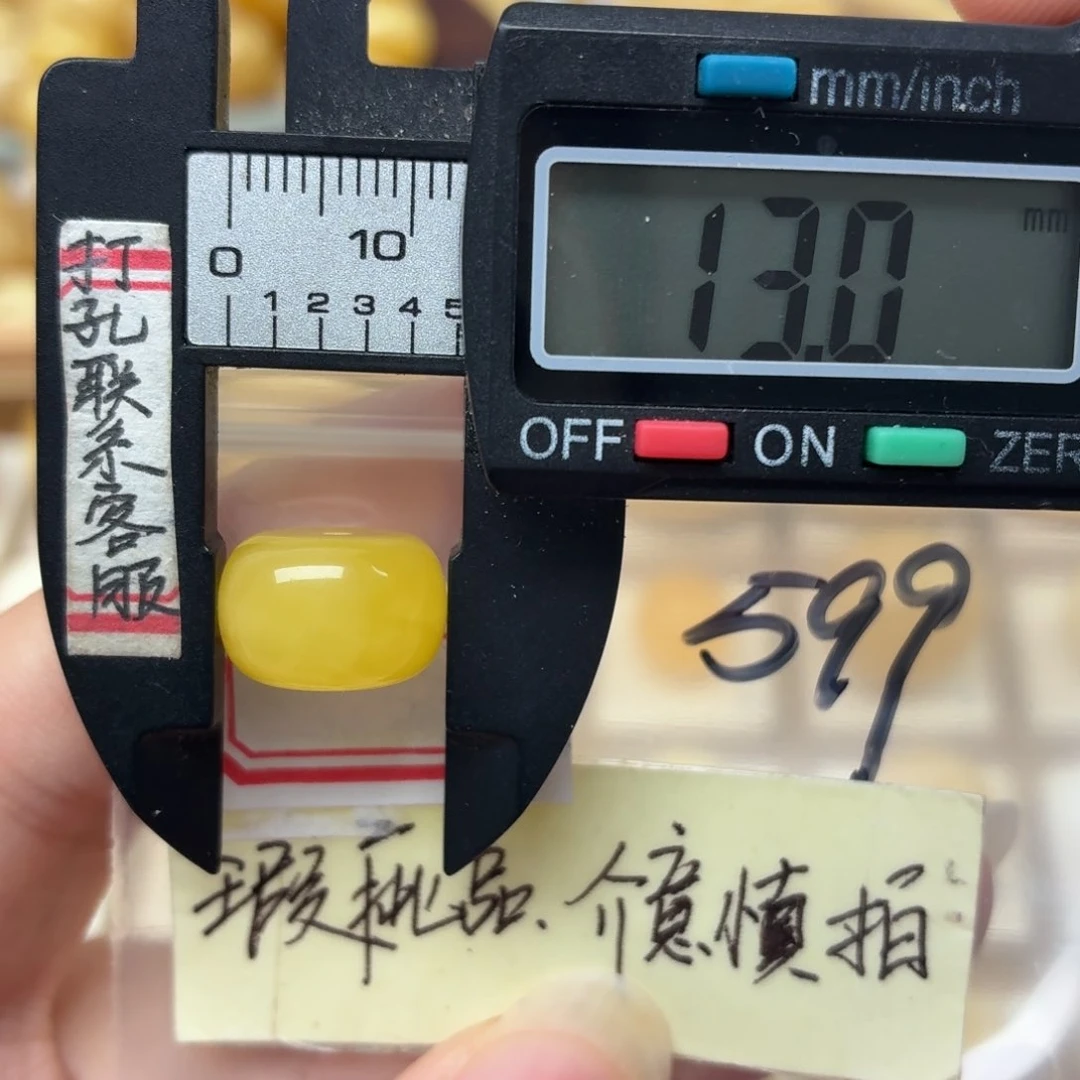 mm/inch
0 10
1 2 3 4 5
13.0 mm
OFF ON ZER
打孔联系客服
599
瑕挑品、介意慎拍